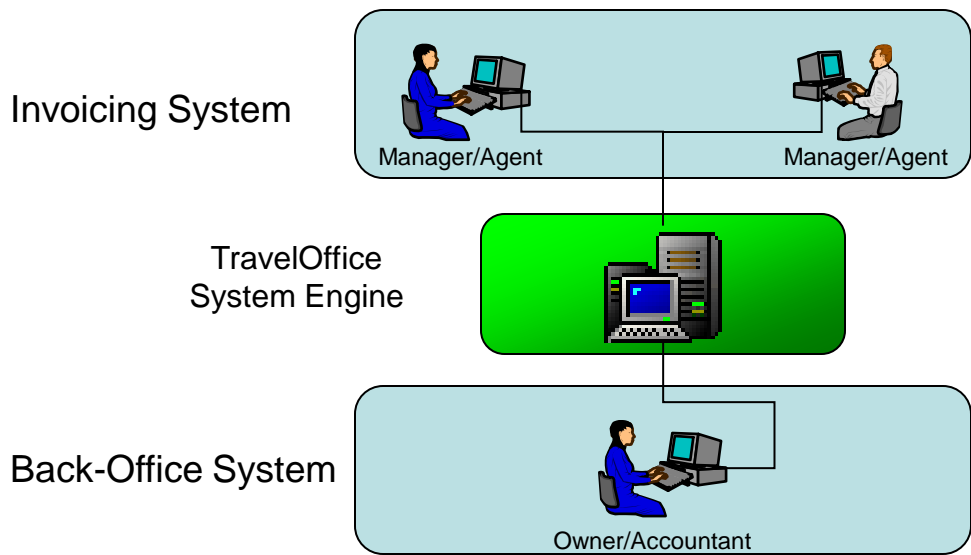 Invoicing System
Manager/Agent
Manager/Agent
TravelOffice
System Engine
Back-Office System
Owner/Accountant